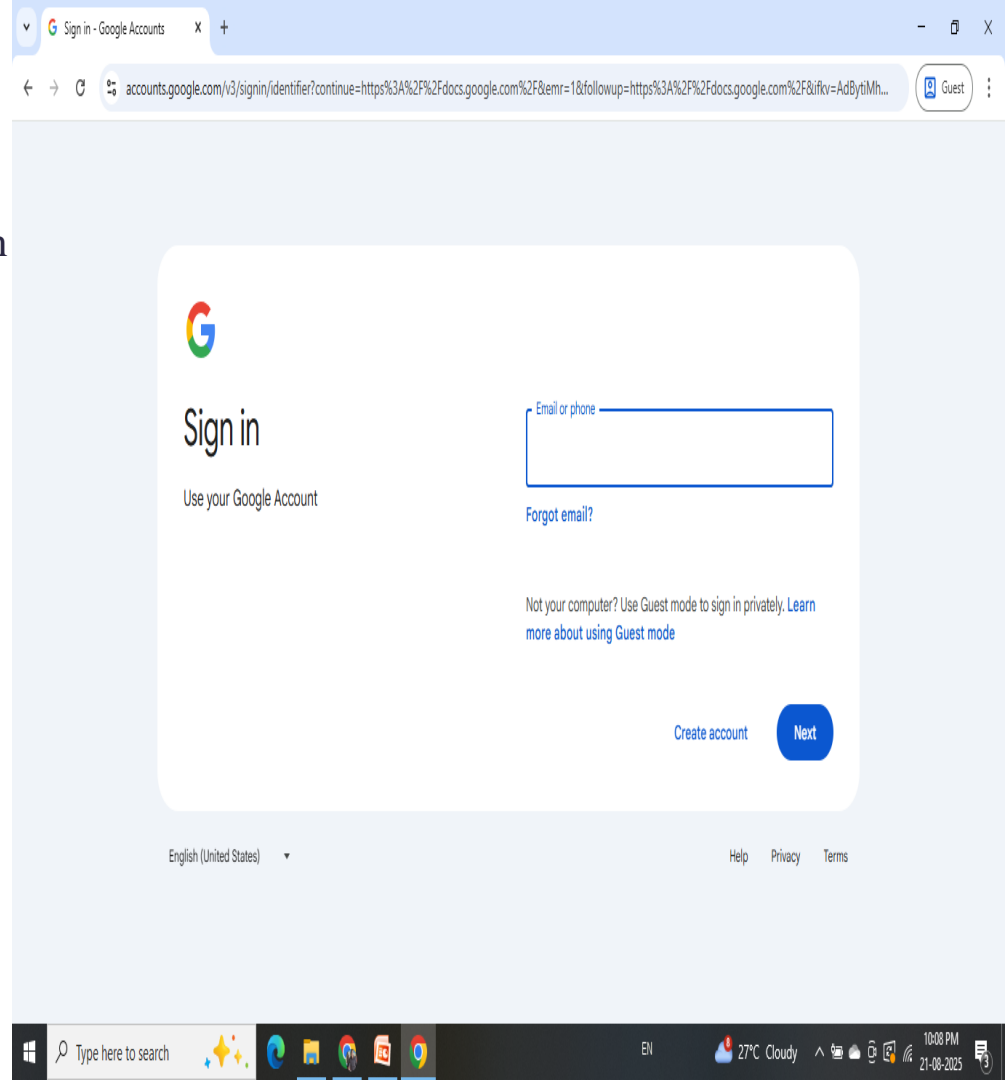 Sign in - Google Accounts
accounts.google.com/v3/signin/identifier?continue=https%3A%2F%2Fdocs.google.com%2F&emr=1&followup=https%3A%2F%2Fdocs.google.com%2F&ifkv=AdBytiMh...
Guest
Sign in
Use your Google Account
Email or phone
Forgot email?
Not your computer? Use Guest mode to sign in privately. Learn
more about using Guest mode
Create account
Next
English (United States)
Help Privacy Terms
Type here to search
EN
27°C Cloudy
10:08 PM
21-08-2025
3